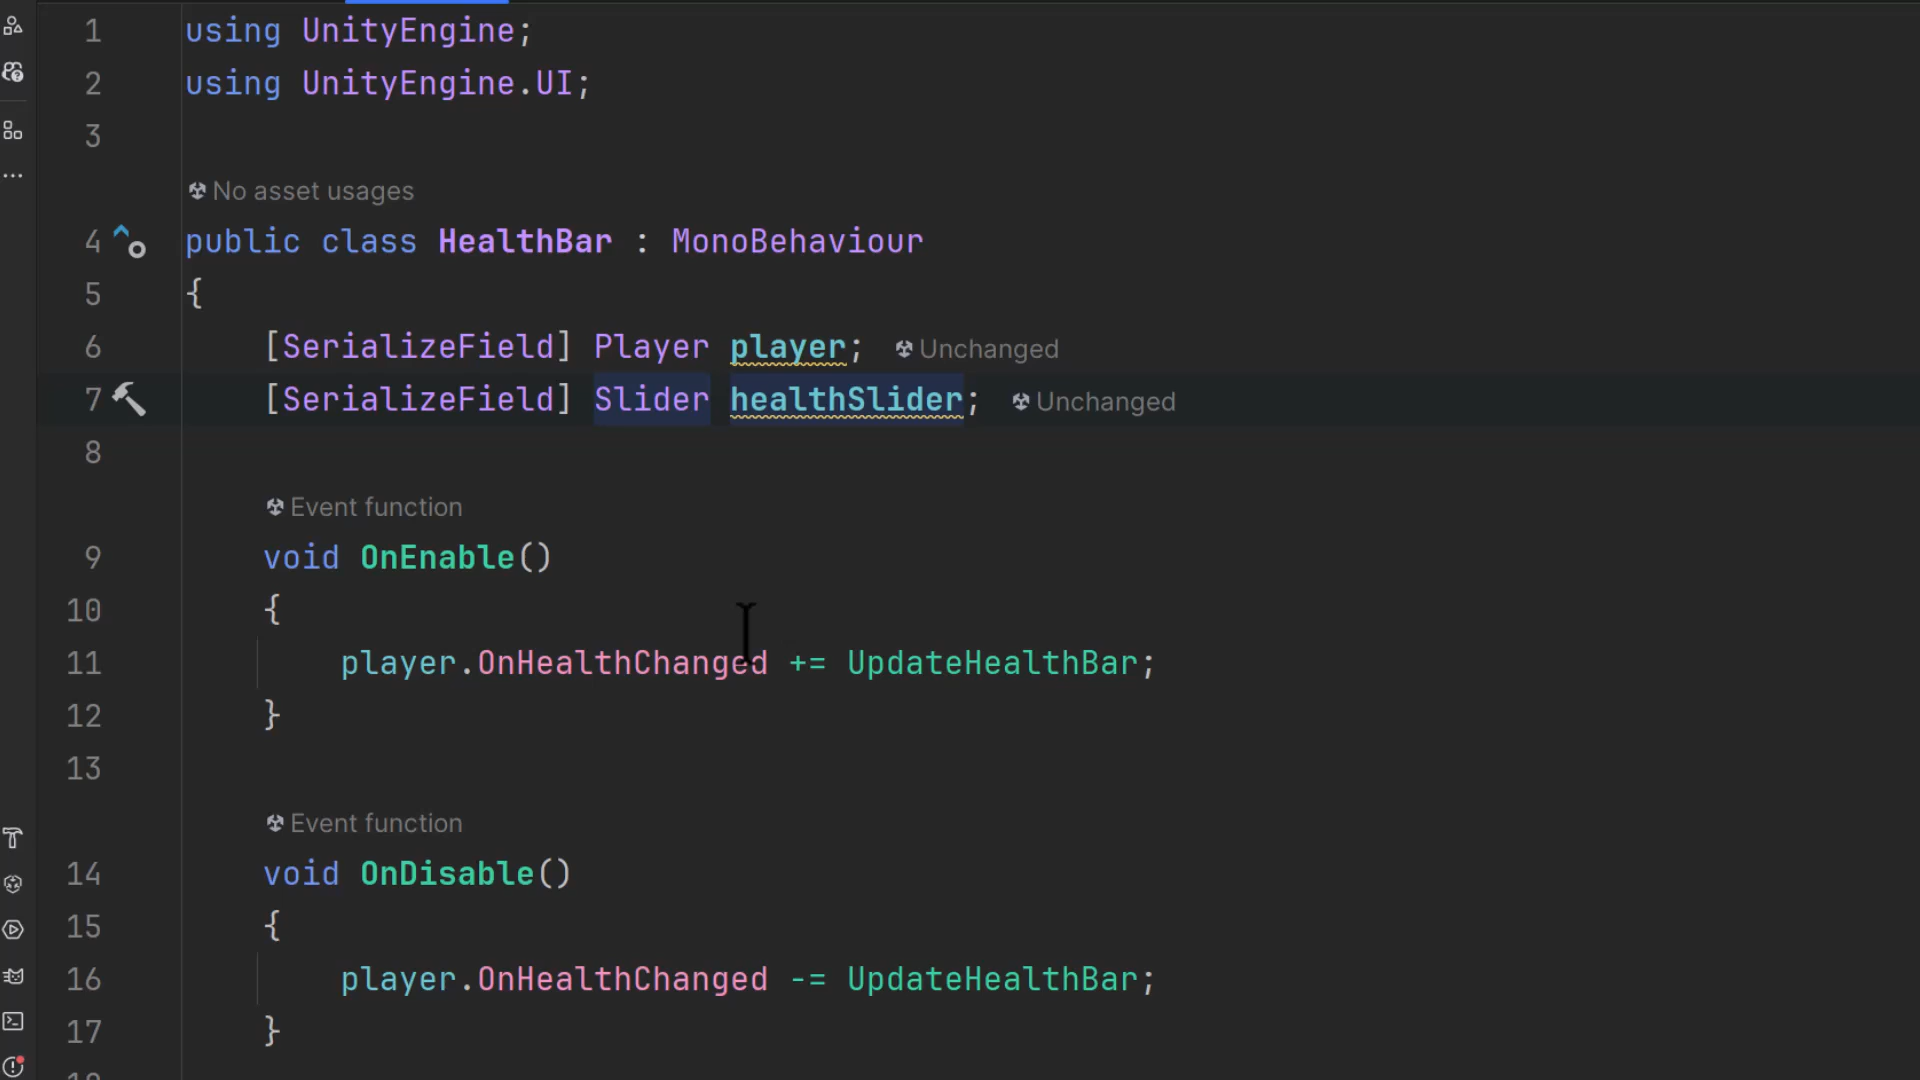 1 using UnityEngine;
2 using UnityEngine.UI;
3
No asset usages
4 public class HealthBar : MonoBehaviour
5 {
6 [SerializeField] Player player; Unchanged
7 [SerializeField] Slider healthSlider; Unchanged
8
Event function
9 void OnEnable()
10 {
11 player.OnHealthChanged += UpdateHealthBar;
12 }
13
Event function
14 void OnDisable()
15 {
16 player.OnHealthChanged -= UpdateHealthBar;
17 }